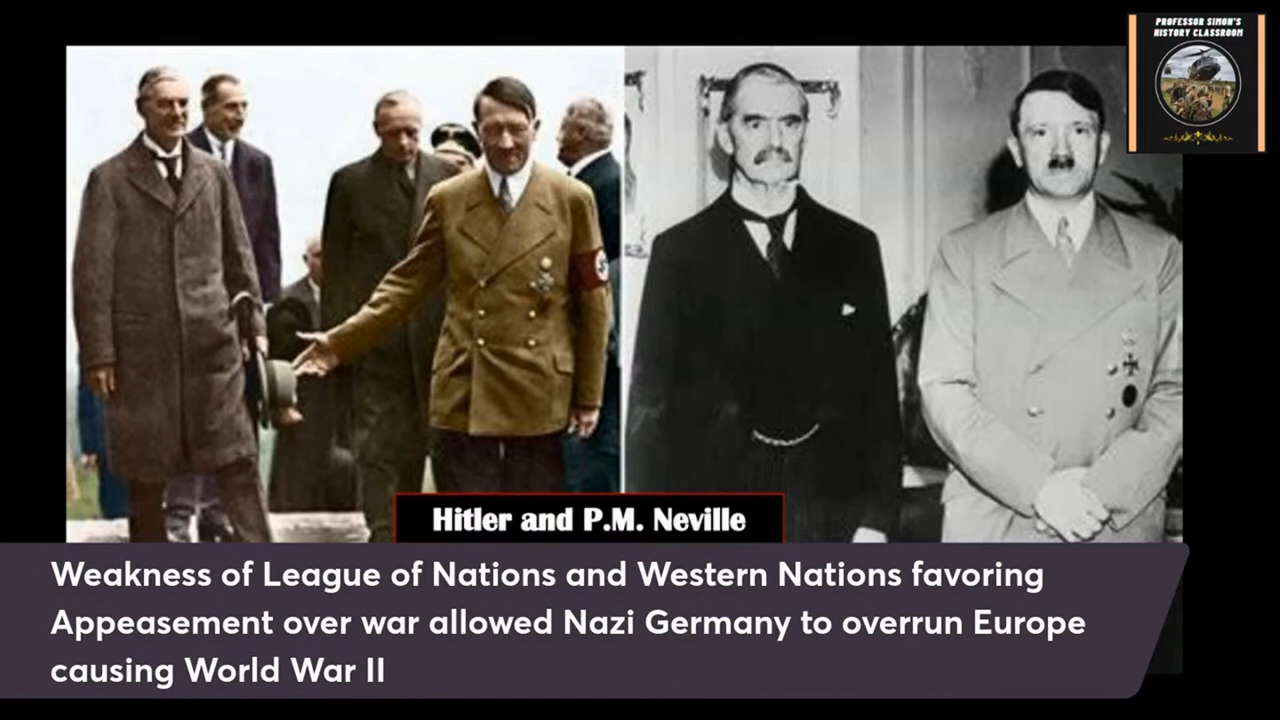 PROFESSOR SIMON'S
HISTORY CLASSROOM
Hitler and P.M. Neville
Weakness of League of Nations and Western Nations favoring
Appeasement over war allowed Nazi Germany to overrun Europe
causing World War II